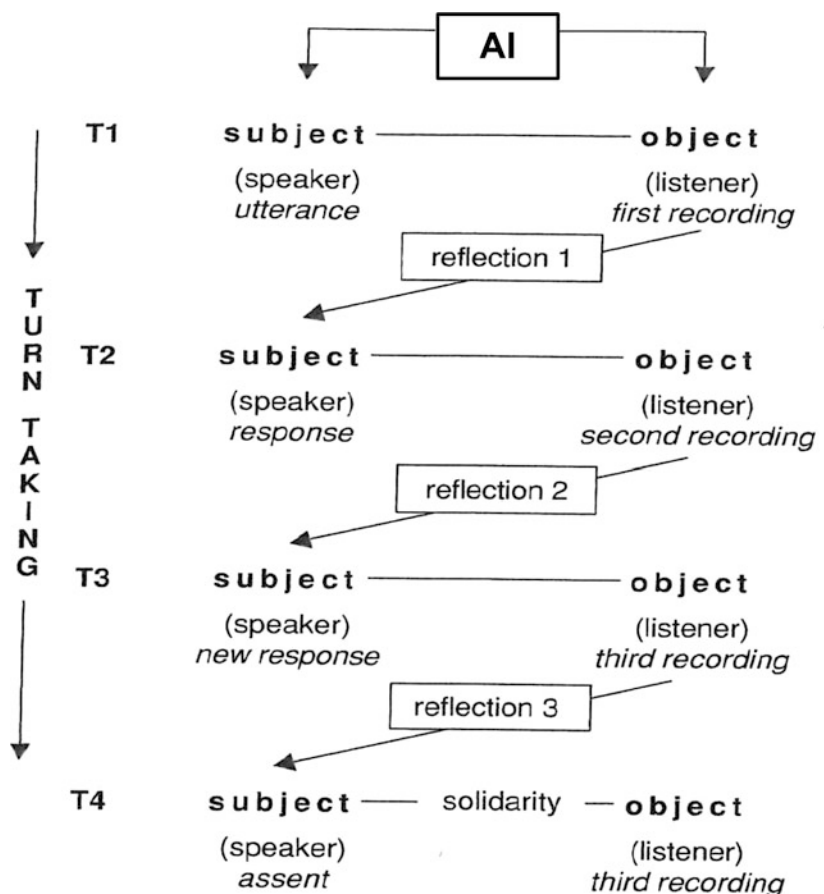 AI
T1 subject object
(speaker) (listener)
utterance first recording
reflection 1
TURN TAKING
T2 subject object
(speaker) (listener)
response second recording
reflection 2
T3 subject object
(speaker) (listener)
new response third recording
reflection 3
T4 subject solidarity object
(speaker) (listener)
assent third recording